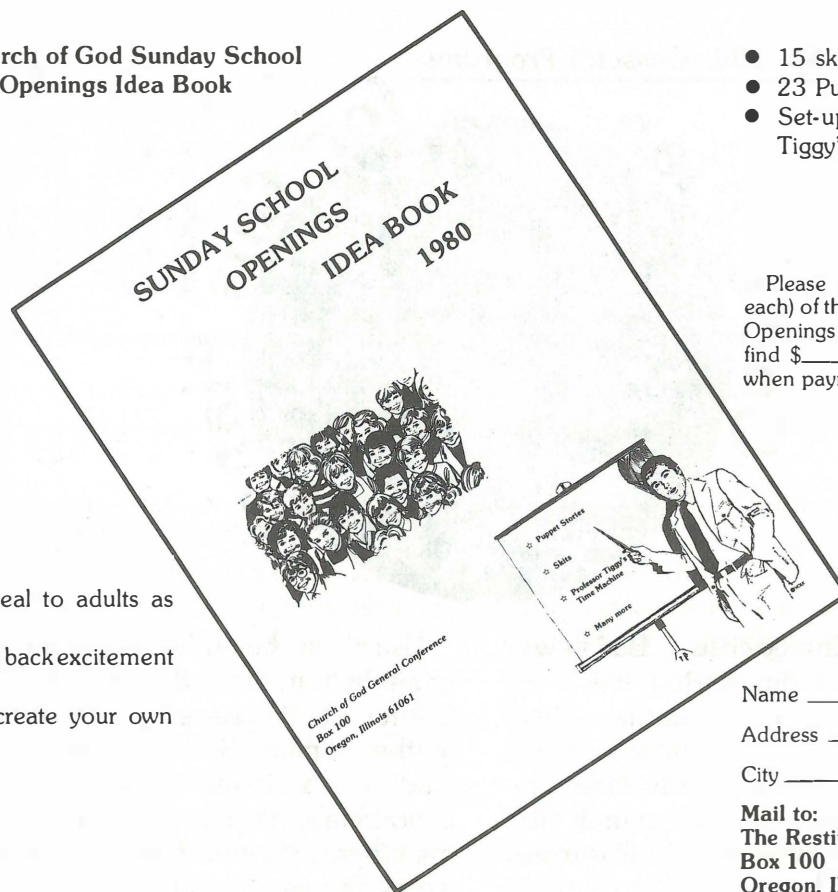 rch of God Sunday School
Openings Idea Book
SUNDAY SCHOOL
OPENINGS
IDEA BOOK
1980
☆ Puppet Stories
☆ Skits
☆ Professor Tiggy's
Time Machine
☆ Many more
Church of God General Conference
Box 100
Oregon, Illinois 61061
eal to adults as
back excitement
create your own
● 15 sk
● 23 Pu
● Set-up
Tiggy'
Please
each) of th
Openings
find $
when pay
Name
Address
City
Mail to:
The Resti
Box 100
Oregon, I